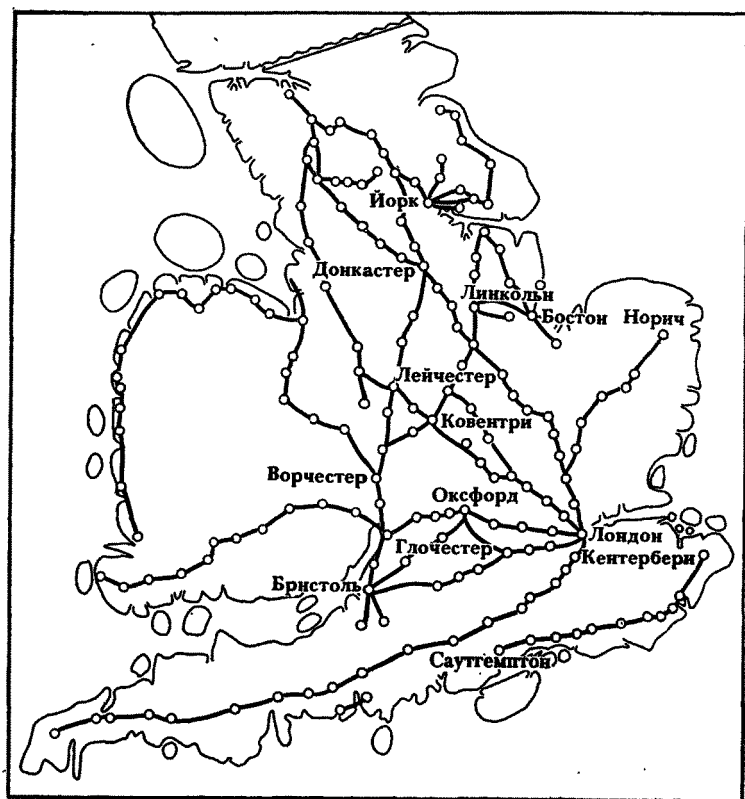 Йорк
Донкастер
Линкольн
Бостон
Норич
Лейчестер
Ковентри
Ворчестер
Оксфорд
Глочестер
Лондон
Кентербери
Бристоль
Саутгемптон